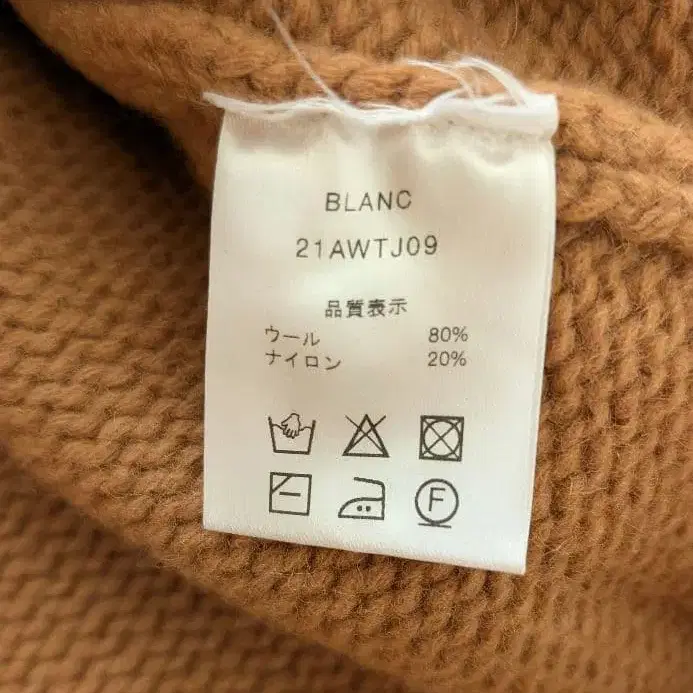 BLANC
21AWTJ09
品質表示
ウール 80%
ナイロン 20%
F